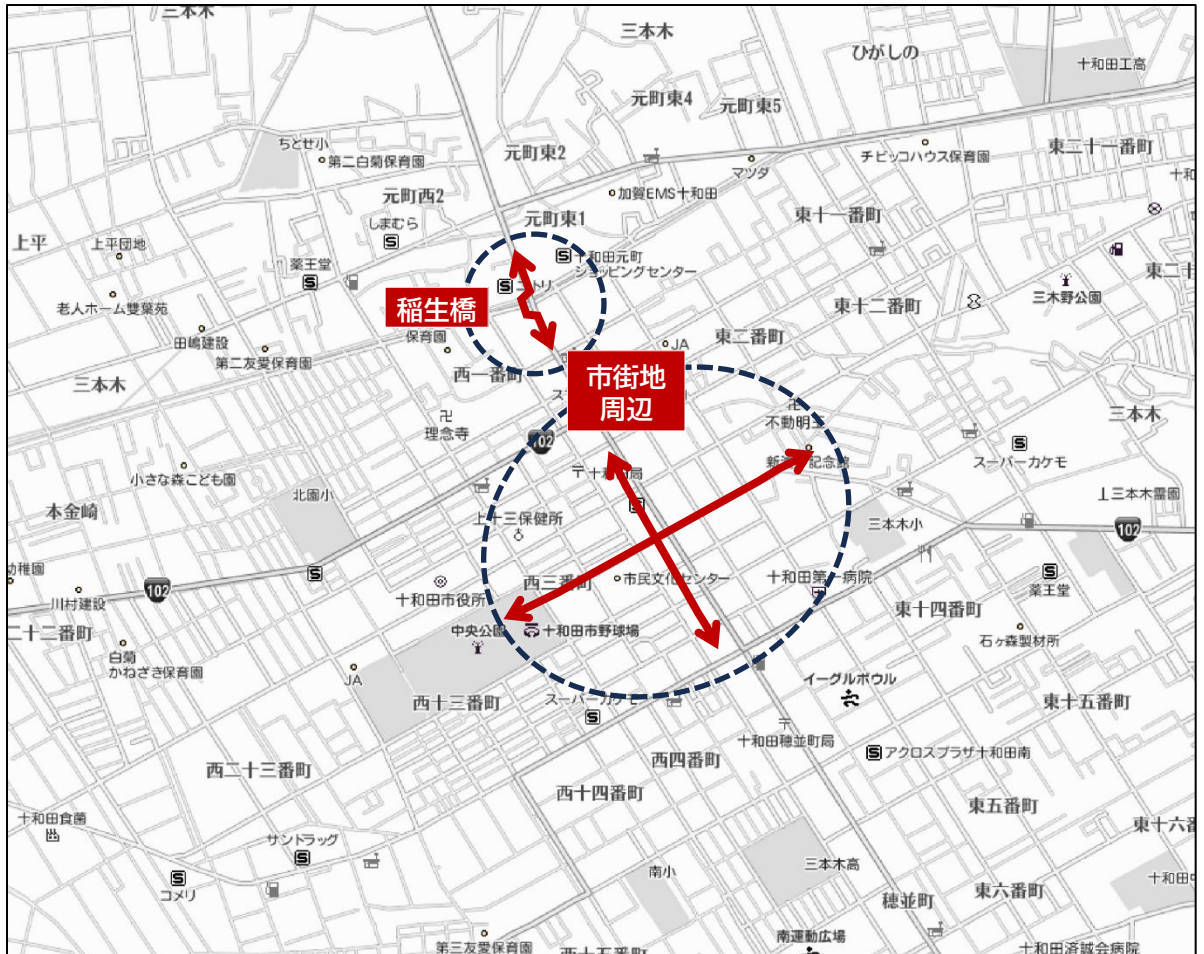 三本木
三本木
ひがしの
十和田工高
元町東4
元町東5
ちとせ小
第二白菊保育園
元町東2
マツダ
チビッコハウス保育園
東二十一番町
元町西2
加賀EMS十和田
しまむら
元町東1
東十一番町
上平
上平団地
薬王堂
十和田元町
ショッピングセンター
ニトリ
東二十
三木野公園
老人ホーム雙葉苑
稲生橋
東十二番町
田嶋建設
保育園
東二番町
JA
第二友愛保育園
三本木
西一番町
市街地
周辺
卍
理念寺
102
不動明王
三本木
小さな森こども園
スーパーカケモ
北園小
本金崎
上十三保健所
三本木小
三本木霊園
102
幼稚園
102
川村建設
十和田市役所
西三番町
市民文化センター
十和田第一病院
薬王堂
東十四番町
二十二番町
中央公園
十和田市野球場
石ヶ森製材所
白菊
かねざき保育園
JA
イーグルボウル
西十三番町
スーパーカケモ
東十五番町
十和田穂並町局
西四番町
アクロスプラザ十和田南
西二十三番町
西十四番町
東五番町
十和田食菌
サンドラッグ
東十六番
コメリ
南小
三本木高
東六番町
十和田中
穂並町
第三友愛保育園
西十五番町
南運動広場
十和田済誠会病院